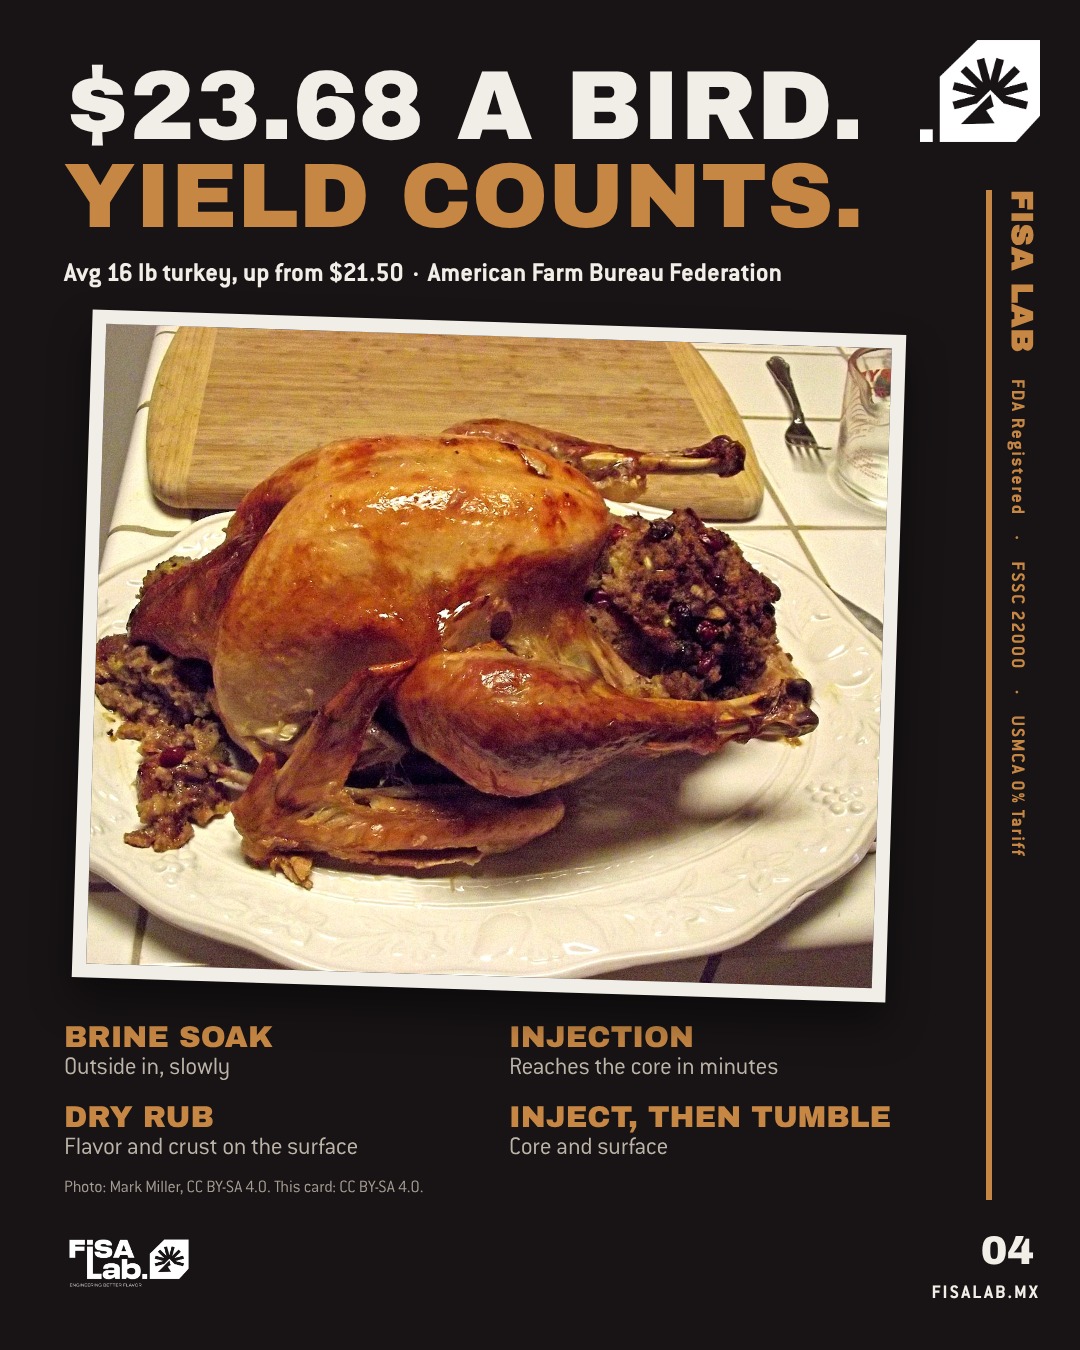 $23.68 A BIRD.
YIELD COUNTS.
Avg 16 lb turkey, up from $21.50 · American Farm Bureau Federation
FISA LAB FDA Registered · FSSC 22000 · USMCA 0% Tariff
BRINE SOAK
Outside in, slowly
INJECTION
Reaches the core in minutes
DRY RUB
Flavor and crust on the surface
INJECT, THEN TUMBLE
Core and surface
Photo: Mark Miller, CC BY-SA 4.0. This card: CC BY-SA 4.0.
FiSA
Lab.
ENGINEERING BETTER FLAVOR
04
FISALAB.MX